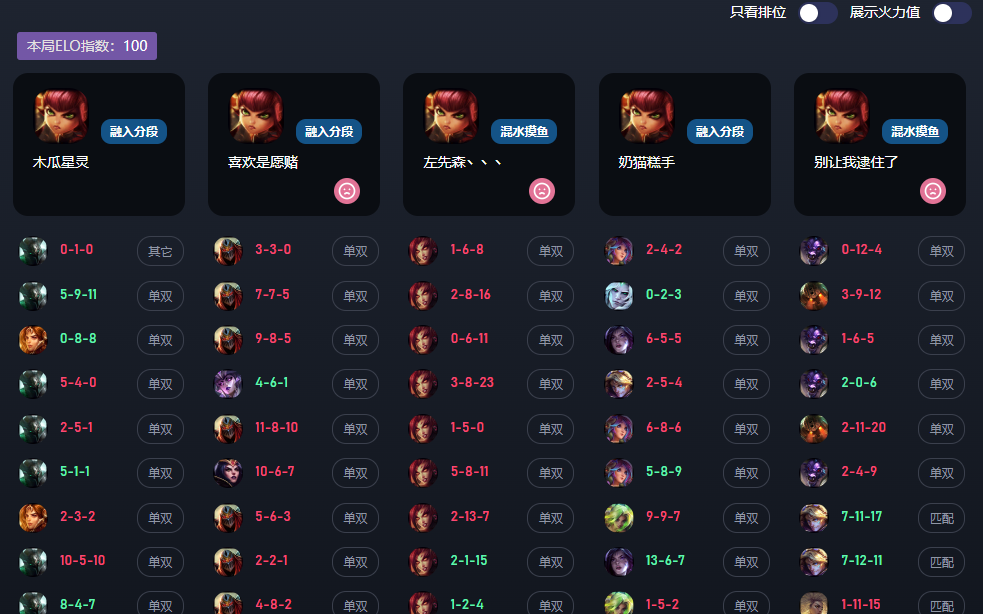 只看排位 展示火力值
本局ELO指数：100
融入分段 融入分段 混水摸鱼 融入分段 混水摸鱼
木瓜星灵 喜欢是愿赌 左先森丶丶丶 奶猫糕手 别让我逮住了
0-1-0 其它 3-3-0 单双 1-6-8 单双 2-4-2 单双 0-12-4 单双
5-9-11 单双 7-7-5 单双 2-8-16 单双 0-2-3 单双 3-9-12 单双
0-8-8 单双 9-8-5 单双 0-6-11 单双 6-5-5 单双 1-6-5 单双
5-4-0 单双 4-6-1 单双 3-8-23 单双 2-5-4 单双 2-0-6 单双
2-5-1 单双 11-8-10 单双 1-5-0 单双 6-8-6 单双 2-11-20 单双
5-1-1 单双 10-6-7 单双 5-8-11 单双 5-8-9 单双 2-4-9 单双
2-3-2 单双 5-6-3 单双 2-13-7 单双 9-9-7 单双 7-11-17 匹配
10-5-10 单双 2-2-1 单双 2-1-15 单双 13-6-7 单双 7-12-11 匹配
8-4-7 单双 4-8-2 单双 1-2-4 单双 1-5-2 单双 1-11-15 匹配